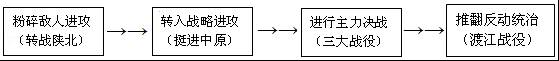 粉碎敌人进攻
（转战陕北）
转入战略进攻
（挺进中原）
进行主力决战
（三大战役）
推翻反动统治
（渡江战役）